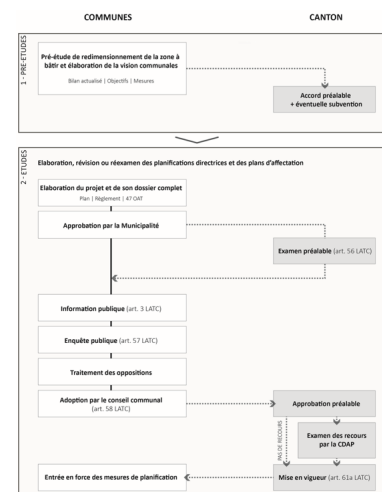 COMMUNES
CANTON
1 - PRE-ETUDES
Pré-étude de redimensionnement de la zone à
bâtir et élaboration de la vision communales
Bilan actualisé | Objectifs | Mesures
Accord préalable
+ éventuelle subvention
2 - ETUDES
Elaboration, révision ou réexamen des planifications directrices et des plans d'affectation
Elaboration du projet et de son dossier complet
Plan | Règlement | 47 OAT
Approbation par la Municipalité
Examen préalable (art. 56 LATC)
Information publique (art. 3 LATC)
Enquête publique (art. 57 LATC)
Traitement des oppositions
Adoption par le conseil communal
(art. 58 LATC)
Approbation préalable
PAS DE RECOURS
Examen des recours
par la CDAP
Entrée en force des mesures de planification
Mise en vigueur (art. 61a LATC)